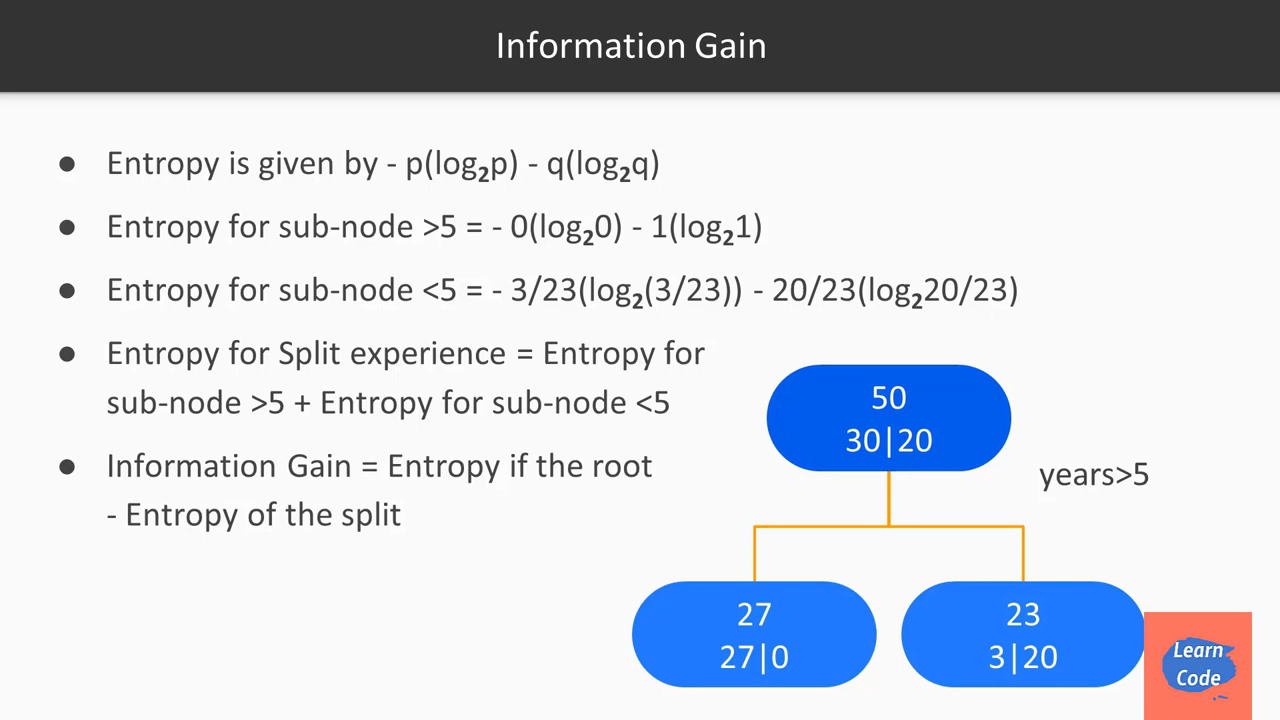 Information Gain
● Entropy is given by - p(log₂p) - q(log₂q)
● Entropy for sub-node >5 = - 0(log₂0) - 1(log₂1)
● Entropy for sub-node <5 = - 3/23(log₂(3/23)) - 20/23(log₂20/23)
● Entropy for Split experience = Entropy for
sub-node >5 + Entropy for sub-node <5
● Information Gain = Entropy if the root
- Entropy of the split
50
30|20
years>5
27
27|0
23
3|20
Learn
Code